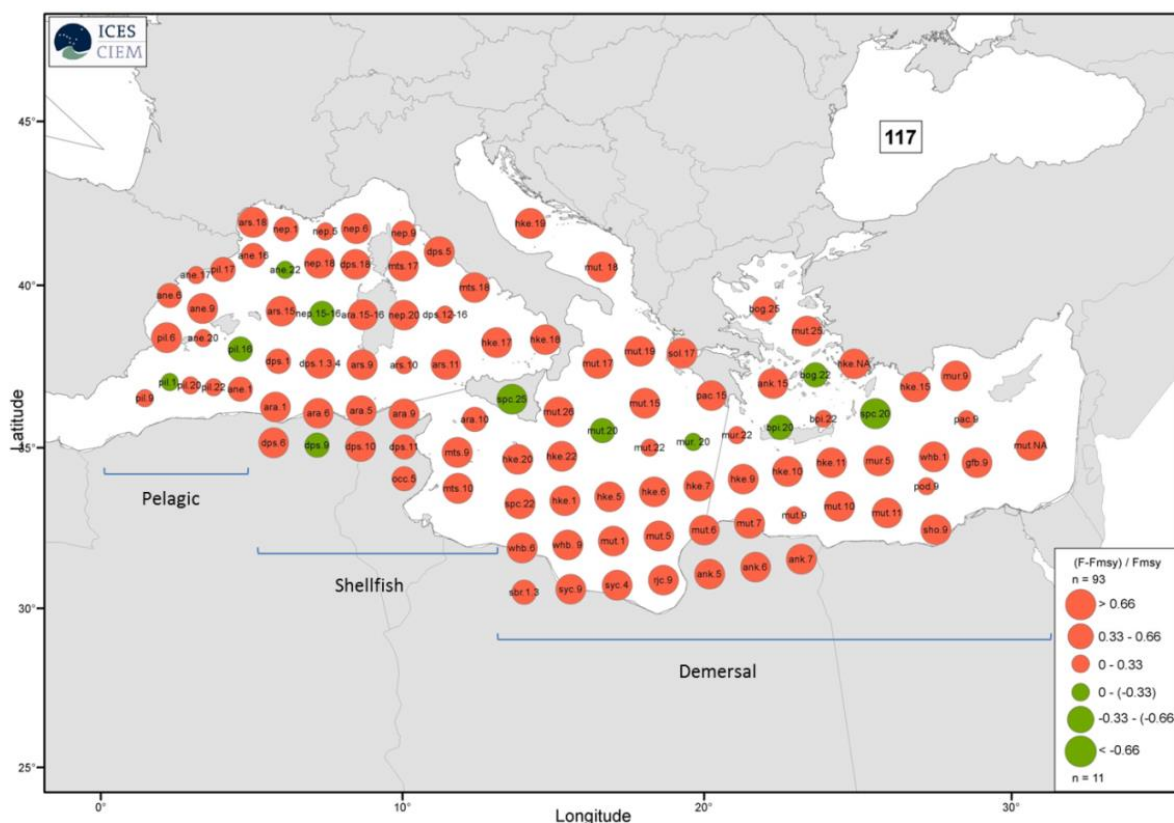 ICES
CIEM
117
45°
40°
35°
30°
25°
Latitude
0°
10°
20°
30°
Longitude
ars.18
nep.1
nep.5
nep.6
nep.9
dps.5
hke.19
ane.17
pil.17
ane.16
ane.22
nep.18
dps.18
mts.17
mts.18
mut. 18
ane.6
ane.9
ars.15
nep.15-16
ara.15-16
nep.20
dps.12-16
bog.25
mut.25
pil.6
ane.20
pil.16
dps.1
dps.1.3.4
ars.9
ars.10
ars.11
hke.17
hke.18
mut.17
mut.19
sol.17
hke.NA
pil.9
pil.1
pil.20
pil.22
ane.1
ank.15
bog.22
hke.15
mur.9
ara.1
ara.6
ara.5
ara.9
ara.10
spc.25
mut.26
mut.15
pac.15
bpi.20
bpi.22
spc.20
pac.9
dps.6
dps.9
dps.10
dps.11
mts.9
mut.20
mut.22
mur. 20
mur.22
mut.NA
occ.5
mts.10
hke.20
hke.22
hke.7
hke.9
hke.10
hke.11
mur.5
whb.1
gfb.9
spc.22
hke.1
hke.5
hke.6
mut.9
mut.10
mut.11
pod.9
sho.9
whb.6
whb. 9
mut.1
mut.5
mut.6
mut.7
sbr.1.3
syc.9
syc.4
rjc.9
ank.5
ank.6
ank.7
Pelagic
Shellfish
Demersal
(F-Fmsy) / Fmsy
n = 93
> 0.66
0.33 - 0.66
0 - 0.33
0 - (-0.33)
-0.33 - (-0.66)
< -0.66
n = 11